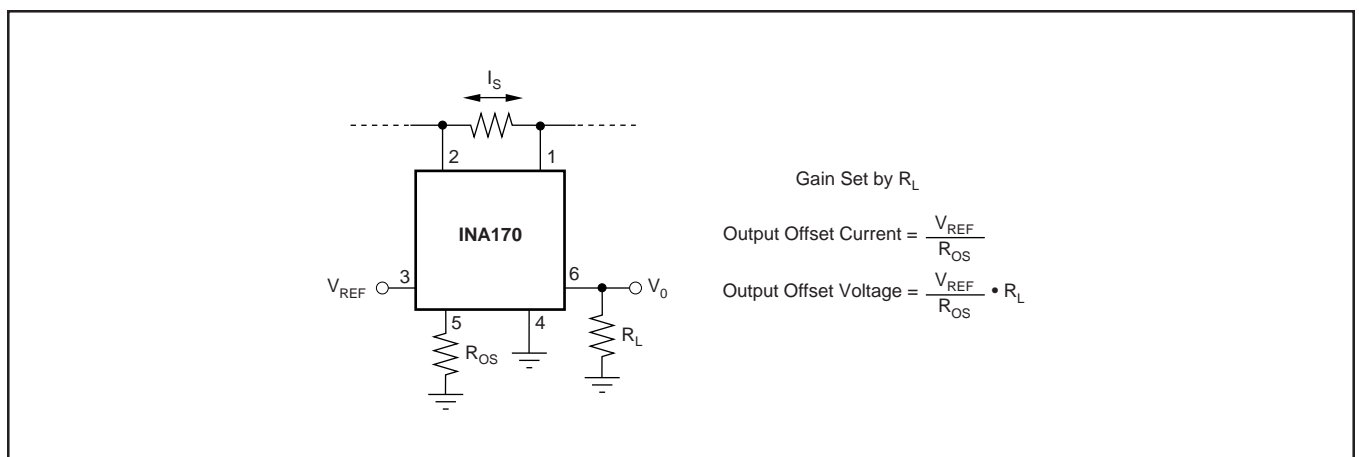 I_S
2
1
INA170
V_REF
3
6
V_0
5
4
R_OS
R_L
Gain Set by R_L
Output Offset Current = V_REF / R_OS
Output Offset Voltage = V_REF / R_OS • R_L